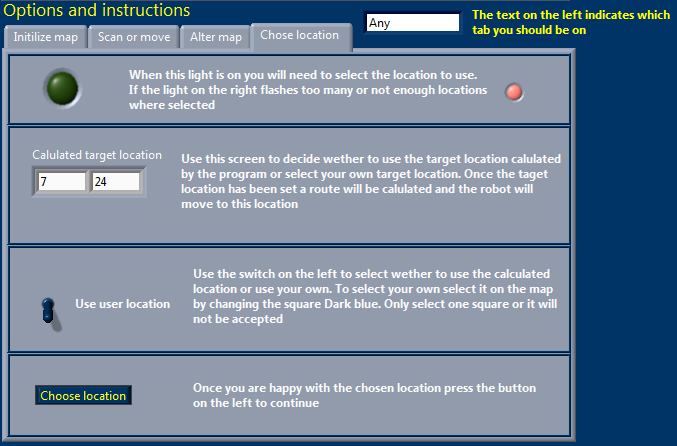 Options and instructions
Any
The text on the left indicates which
tab you should be on
Initilize map
Scan or move
Alter map
Chose location
When this light is on you will need to select the location to use.
If the light on the right flashes too many or not enough locations
where selected
Calulated target location
7
24
Use this screen to decide wether to use the target location calulated
by the program or select your own target location. Once the taget
location has been set a route will be calulated and the robot will
move to this location
Use user location
Use the switch on the left to select wether to use the calculated
location or use your own. To select your own select it on the map
by changing the square Dark blue. Only select one square or it will
not be accepted
Choose location
Once you are happy with the chosen location press the button
on the left to continue